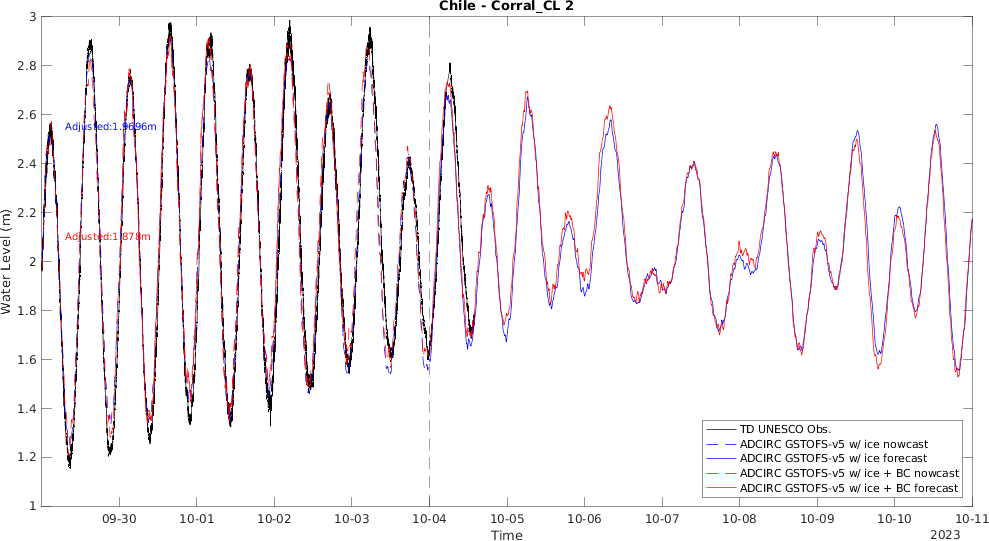 Chile - Corral_CL 2
3
2.8
2.6
2.4
2.2
2
1.8
1.6
1.4
1.2
1
Water Level (m)
Adjusted:1.9696m
Adjusted:1.878m
TD UNESCO Obs.
ADCIRC GSTOFS-v5 w/ ice nowcast
ADCIRC GSTOFS-v5 w/ ice forecast
ADCIRC GSTOFS-v5 w/ ice + BC nowcast
ADCIRC GSTOFS-v5 w/ ice + BC forecast
09-30 10-01 10-02 10-03 10-04 10-05 10-06 10-07 10-08 10-09 10-10 10-11
Time
2023